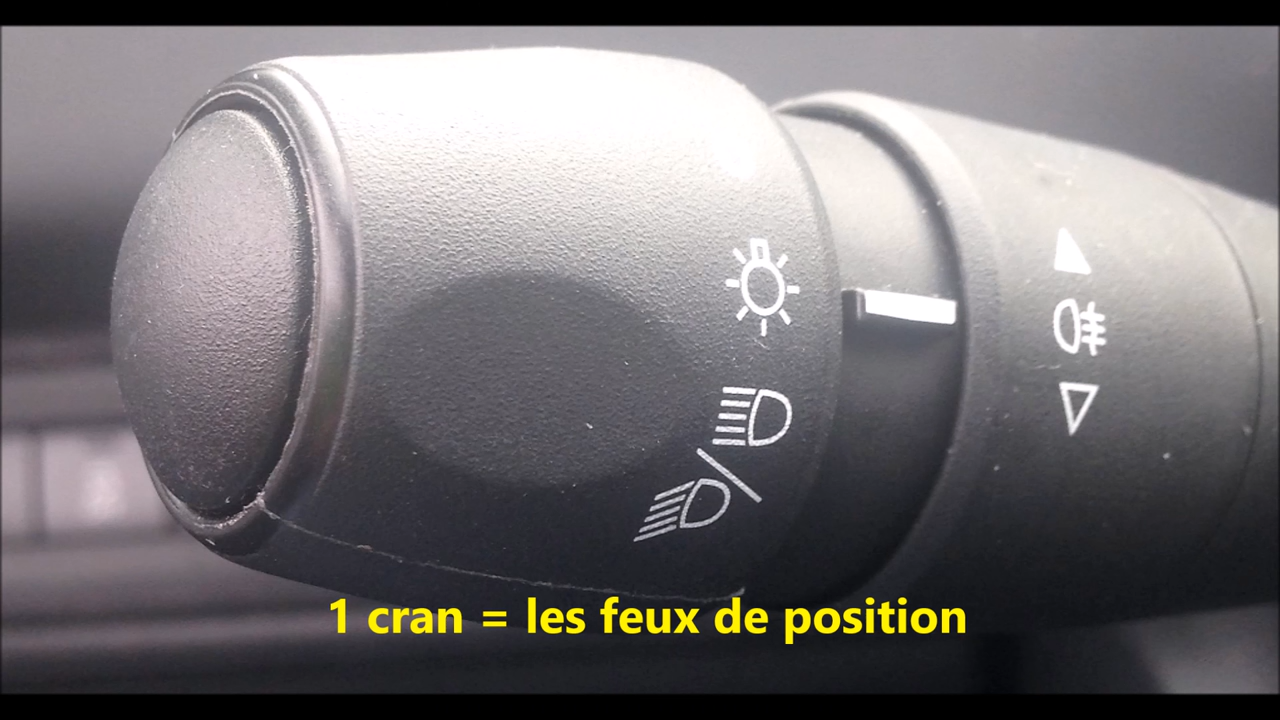 1 cran = les feux de position